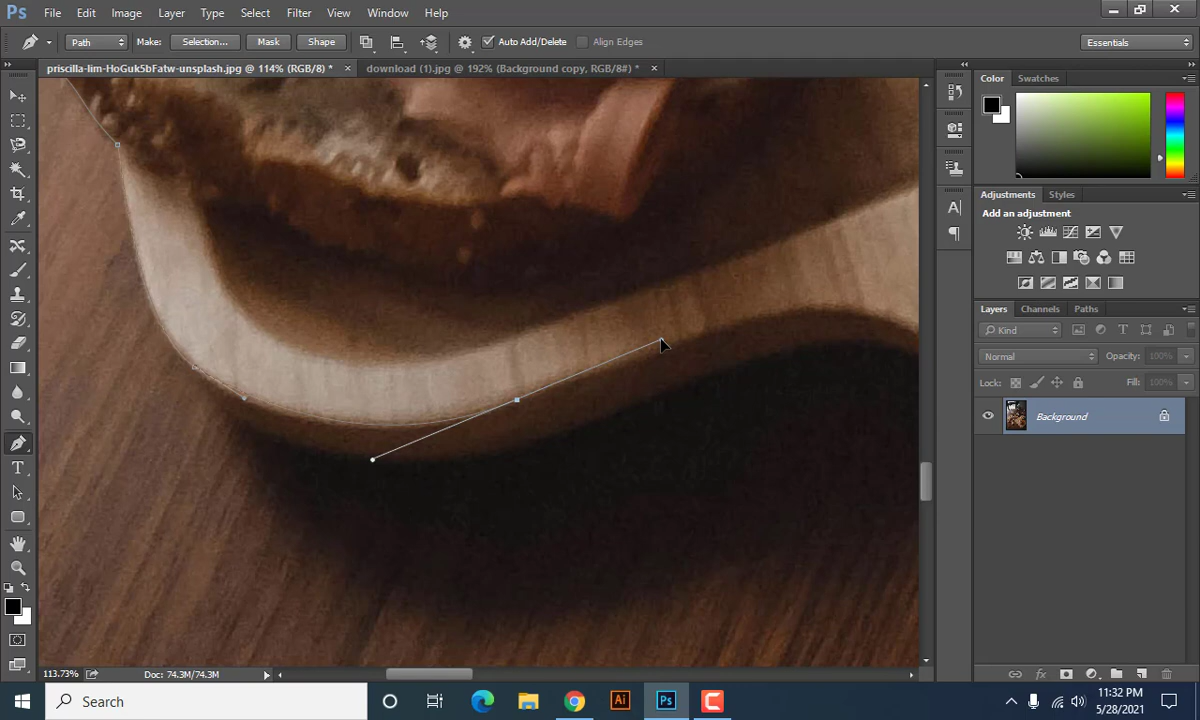 Ps File Edit Image Layer Type Select Filter View Window Help
Path Make: Selection... Mask Shape Auto Add/Delete Align Edges Essentials
priscilla-lim-HoGuk5bFatw-unsplash.jpg @ 114% (RGB/8) * × download (1).jpg @ 192% (Background copy, RGB/8#) * ×
Color Swatches
Adjustments Styles
Add an adjustment
Layers Channels Paths
Kind
Normal Opacity: 100%
Lock: Fill: 100%
Background
A
T
113.73% Doc: 74.3M/74.3M
Search
Ai Ps
11:32 PM
5/28/2021